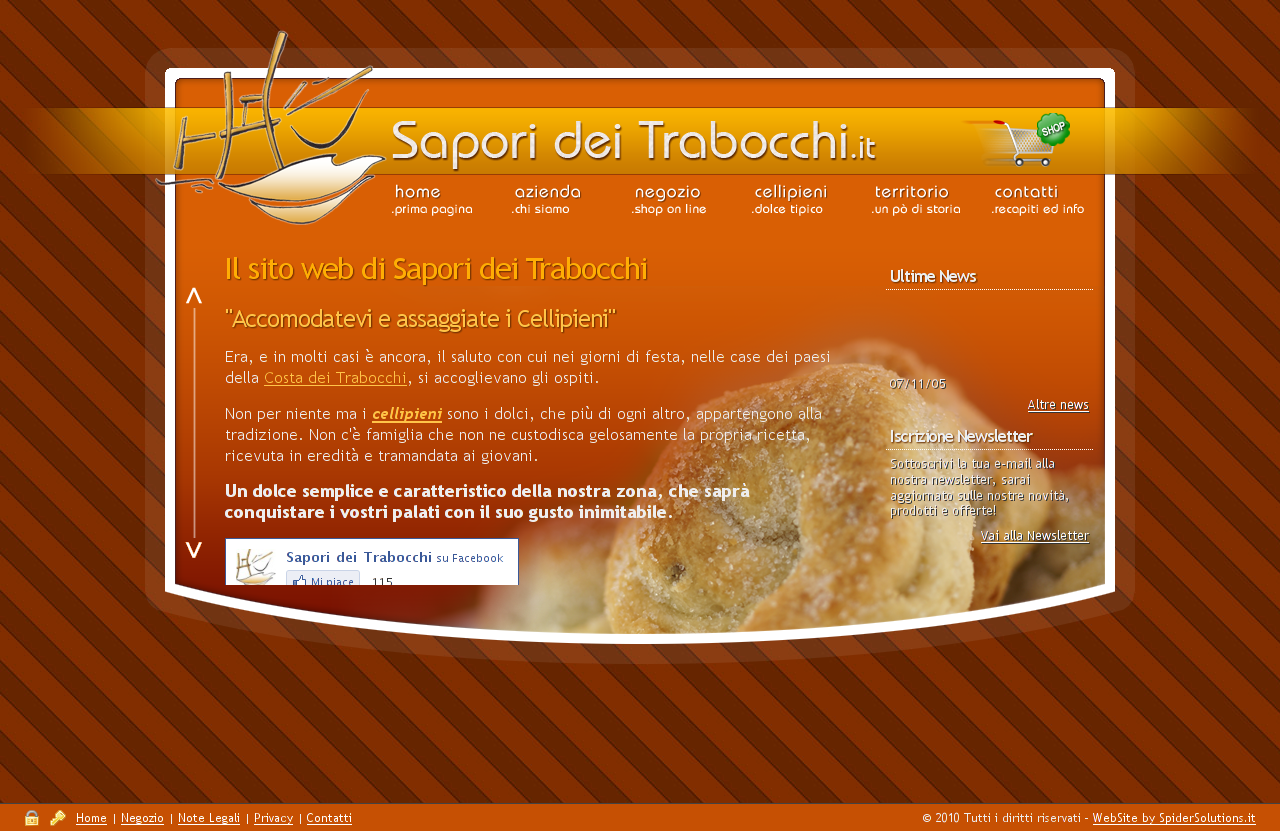 Sapori dei Trabocchi.it
SHOP
home azienda negozio cellipieni territorio contatti
.prima pagina .chi siamo .shop on line .dolce tipico .un pò di storia .recapiti ed info
Il sito web di Sapori dei Trabocchi
"Accomodatevi e assaggiate i Cellipieni"
Era, e in molti casi è ancora, il saluto con cui nei giorni di festa, nelle case dei paesi
della Costa dei Trabocchi, si accoglievano gli ospiti.
Non per niente ma i cellipieni sono i dolci, che più di ogni altro, appartengono alla
tradizione. Non c'è famiglia che non ne custodisca gelosamente la propria ricetta,
ricevuta in eredità e tramandata ai giovani.
Un dolce semplice e caratteristico della nostra zona, che saprà
conquistare i vostri palati con il suo gusto inimitabile.
Sapori dei Trabocchi su Facebook
Mi piace 115
Ultime News
07/11/05
Altre news
Iscrizione Newsletter
Sottoscrivi la tua e-mail alla
nostra newsletter, sarai
aggiornato sulle nostre novità,
prodotti e offerte!
Vai alla Newsletter
Home | Negozio | Note Legali | Privacy | Contatti
© 2010 Tutti i diritti riservati - WebSite by SpiderSolutions.it